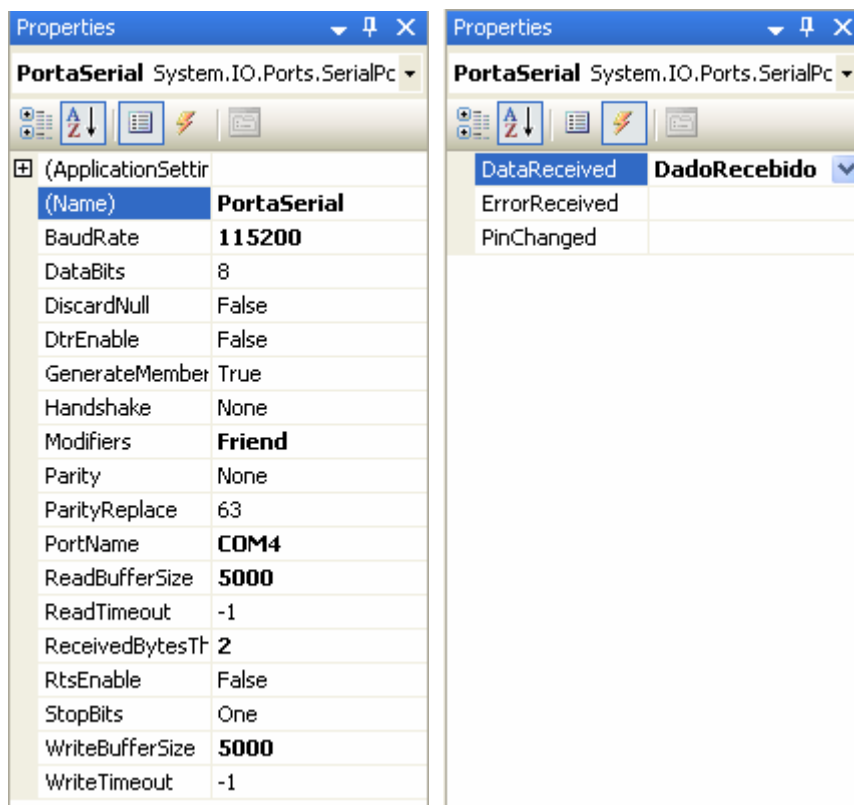 Properties
PortaSerial System.IO.Ports.SerialPc
(ApplicationSettir
(Name) PortaSerial
BaudRate 115200
DataBits 8
DiscardNull False
DtrEnable False
GenerateMember True
Handshake None
Modifiers Friend
Parity None
ParityReplace 63
PortName COM4
ReadBufferSize 5000
ReadTimeout -1
ReceivedBytesTh 2
RtsEnable False
StopBits One
WriteBufferSize 5000
WriteTimeout -1
Properties
PortaSerial System.IO.Ports.SerialPc
DataReceived DadoRecebido
ErrorReceived
PinChanged